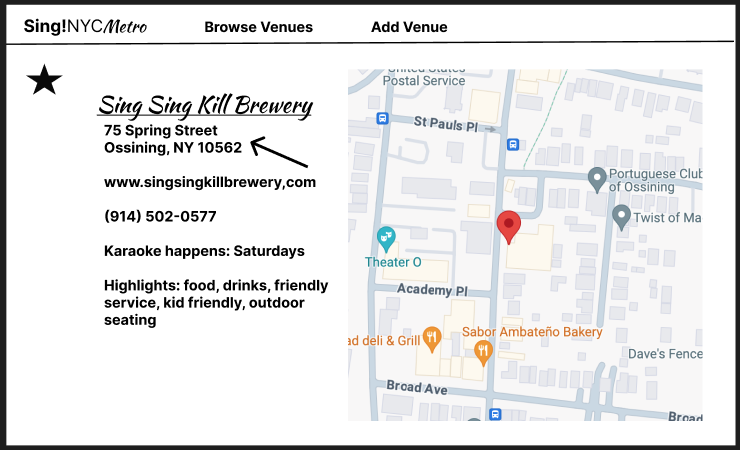 Sing!NYCMetro Browse Venues Add Venue
Sing Sing Kill Brewery
75 Spring Street
Ossining, NY 10562
www.singsingkillbrewery,com
(914) 502-0577
Karaoke happens: Saturdays
Highlights: food, drinks, friendly
service, kid friendly, outdoor
seating
United States
Postal Service
St Pauls Pl
Portuguese Club
of Ossining
Twist of Ma
Theater O
Academy Pl
Sabor Ambateño Bakery
ad deli & Grill
Dave's Fence
Broad Ave
Broad